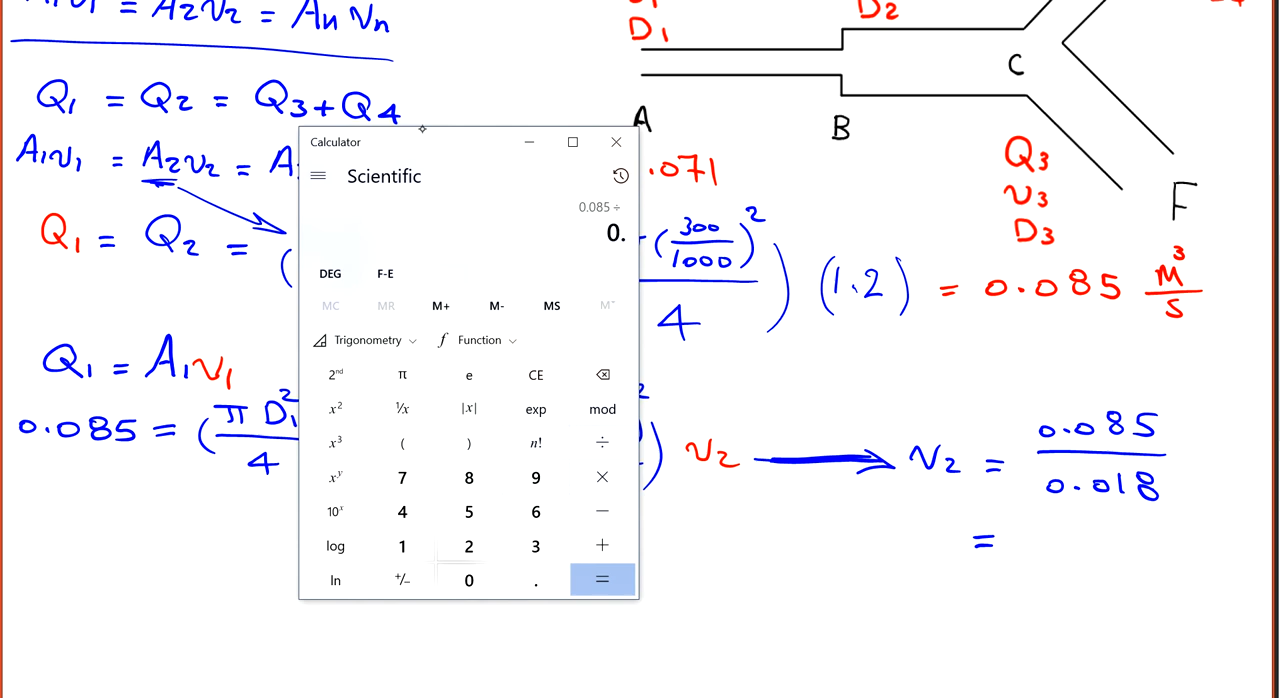 = A2V2 = An Vn
D1
D2
Q1 = Q2 = Q3 + Q4
C
A
B
A1V1 = A2V2 = A
.071
Q3
V3
D3
F
Q1 = Q2 = (
(300/1000)²
4
) (1.2) = 0.085 M³/S
Q1 = A1V1
0.085 = (π D1²
4
) V2 → V2 = 0.085
0.018
=
Calculator
Scientific
0.085 ÷
0.
DEG F-E
MC MR M+ M- MS M˅
Trigonometry ƒ Function
2ⁿᵈ π e CE
x² ⅟x |x| exp mod
x³ ( ) n! ÷
xʸ 7 8 9 ×
10ˣ 4 5 6 −
log 1 2 3 +
ln +/− 0 . =